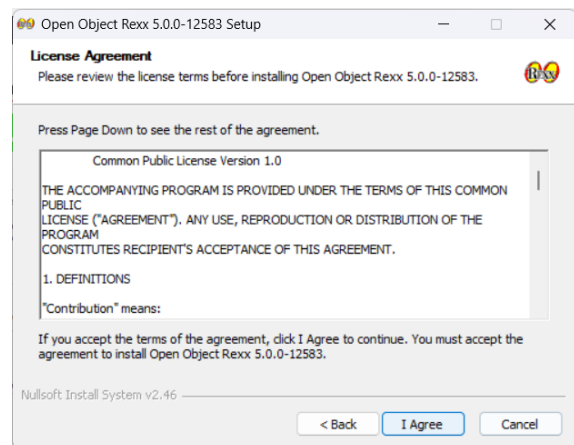 Open Object Rexx 5.0.0-12583 Setup
License Agreement
Please review the license terms before installing Open Object Rexx 5.0.0-12583.
Rexx
Press Page Down to see the rest of the agreement.
Common Public License Version 1.0
THE ACCOMPANYING PROGRAM IS PROVIDED UNDER THE TERMS OF THIS COMMON
PUBLIC
LICENSE ("AGREEMENT"). ANY USE, REPRODUCTION OR DISTRIBUTION OF THE
PROGRAM
CONSTITUTES RECIPIENT'S ACCEPTANCE OF THIS AGREEMENT.
1. DEFINITIONS
"Contribution" means:
If you accept the terms of the agreement, click I Agree to continue. You must accept the
agreement to install Open Object Rexx 5.0.0-12583.
Nullsoft Install System v2.46
< Back
I Agree
Cancel